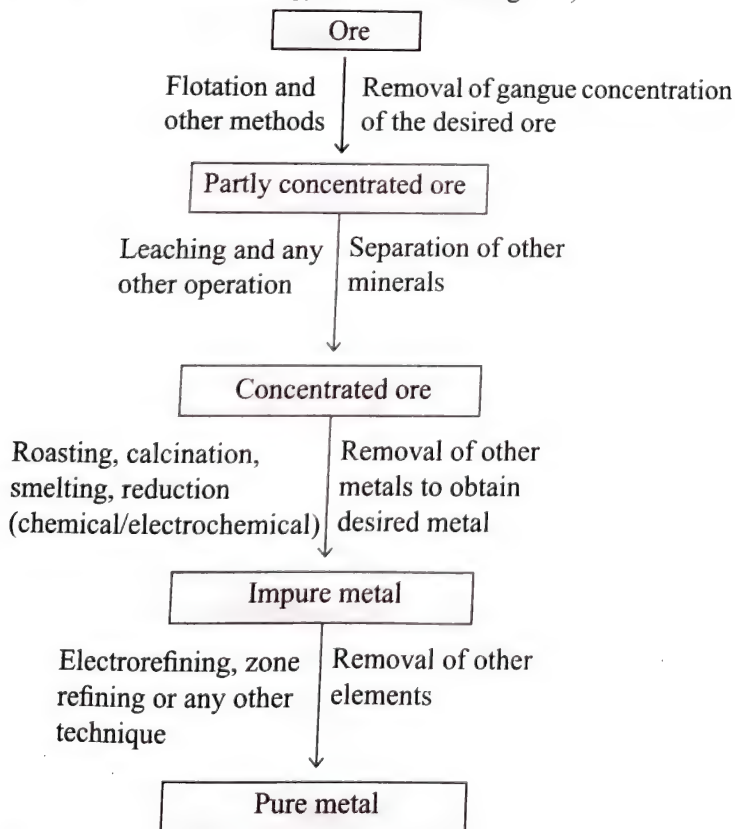 Ore
Flotation and
other methods
Removal of gangue concentration
of the desired ore
Partly concentrated ore
Leaching and any
other operation
Separation of other
minerals
Concentrated ore
Roasting, calcination,
smelting, reduction
(chemical/electrochemical)
Removal of other
metals to obtain
desired metal
Impure metal
Electrorefining, zone
refining or any other
technique
Removal of other
elements
Pure metal